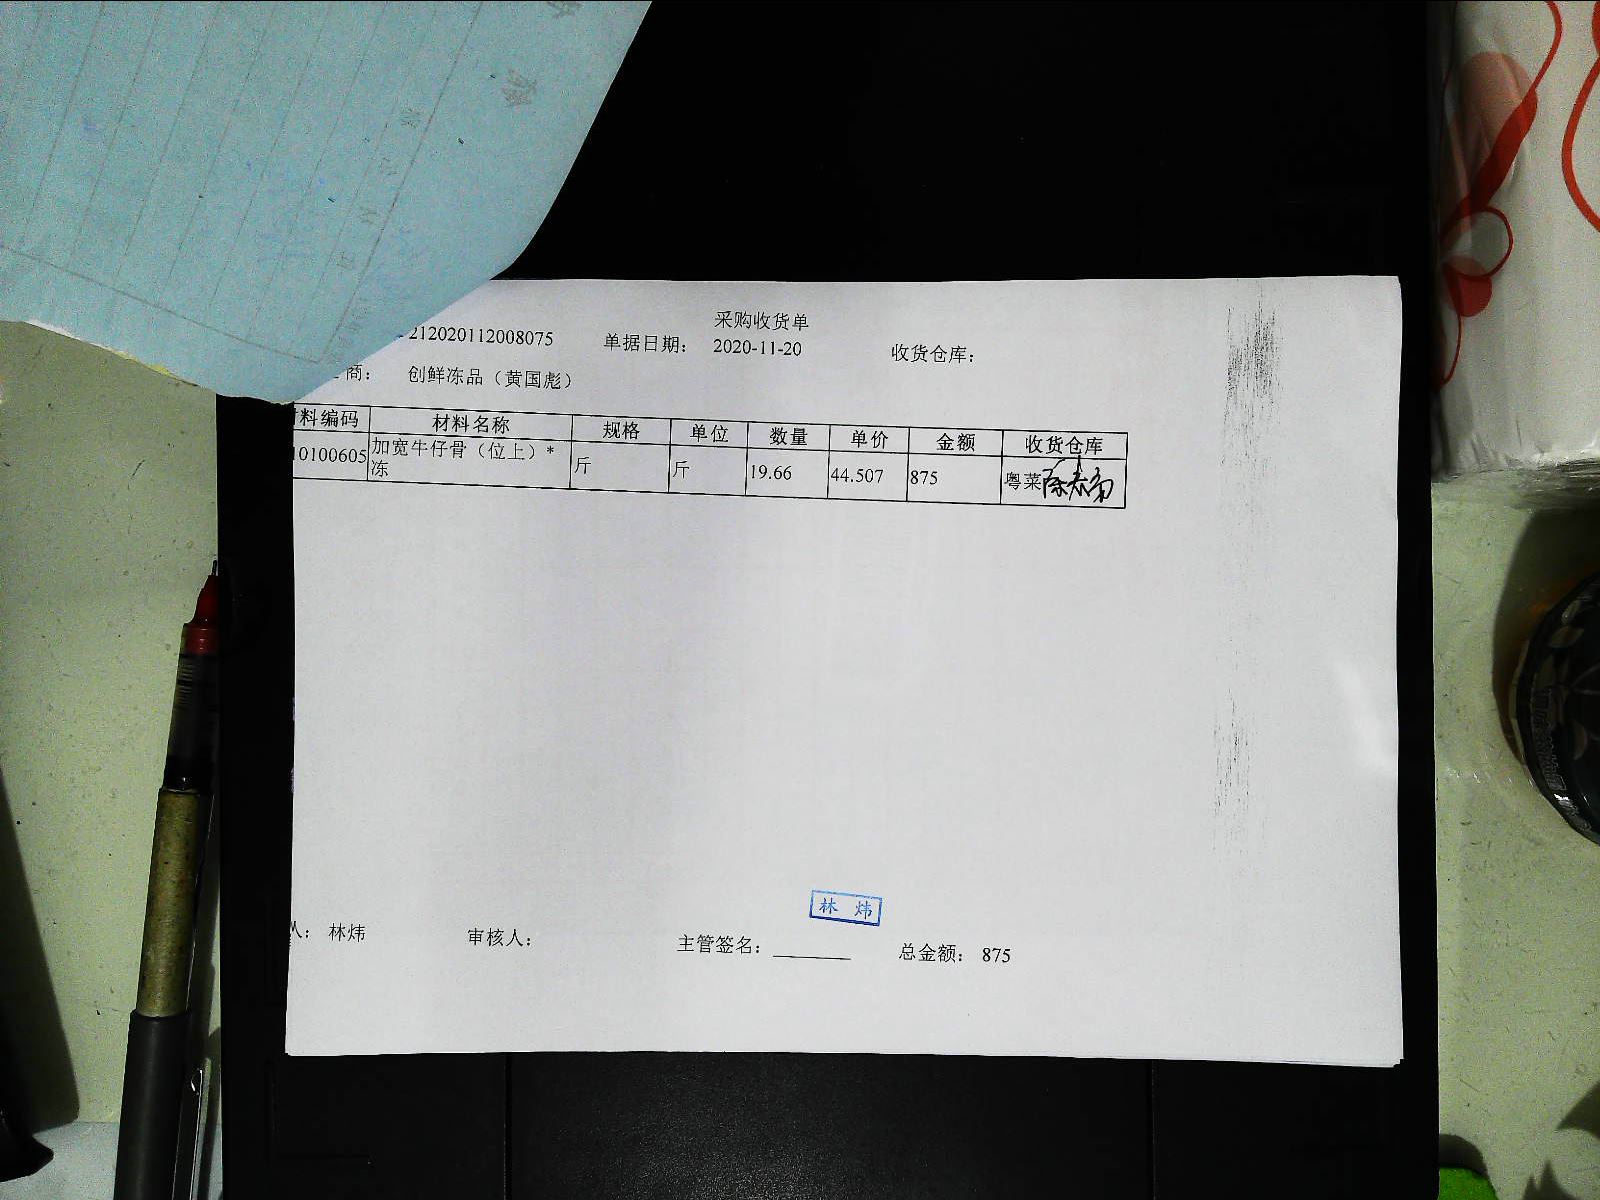 采购收货单
212020112008075 单据日期： 2020-11-20 收货仓库：
商： 创鲜冻品（黄国彪）
料编码 材料名称 规格 单位 数量 单价 金额 收货仓库
10100605 加宽牛仔骨（位上）* 斤 斤 19.66 44.507 875 粤菜
冻
林 炜
人： 林炜 审核人： 主管签名： 总金额： 875